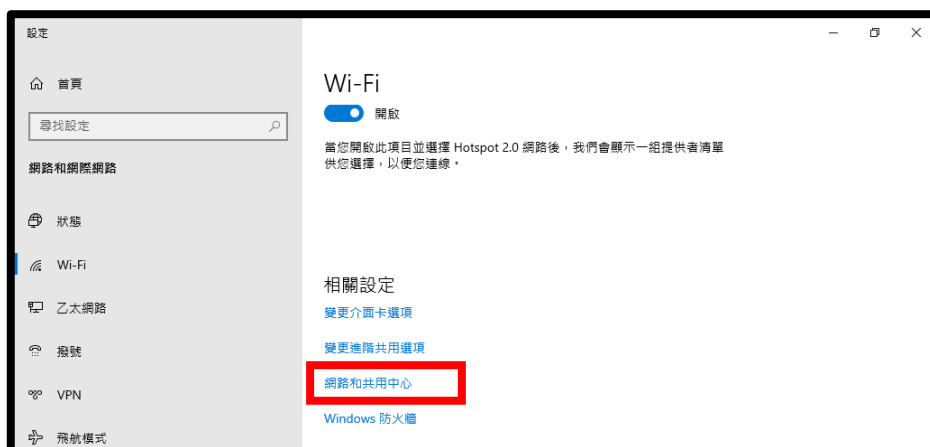 設定
首頁
尋找設定
網路和網際網路
狀態
Wi-Fi
乙太網路
撥號
VPN
飛航模式
Wi-Fi
開啟
當您開啟此項目並選擇 Hotspot 2.0 網路後，我們會顯示一組提供者清單
供您選擇，以便您連線。
相關設定
變更介面卡選項
變更進階共用選項
網路和共用中心
Windows 防火牆